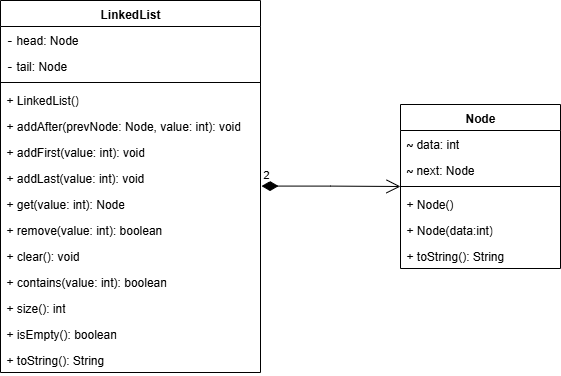 LinkedList
- head: Node
- tail: Node
+ LinkedList()
+ addAfter(prevNode: Node, value: int): void
+ addFirst(value: int): void
+ addLast(value: int): void
+ get(value: int): Node
+ remove(value: int): boolean
+ clear(): void
+ contains(value: int): boolean
+ size(): int
+ isEmpty(): boolean
+ toString(): String
2
Node
~ data: int
~ next: Node
+ Node()
+ Node(data:int)
+ toString(): String